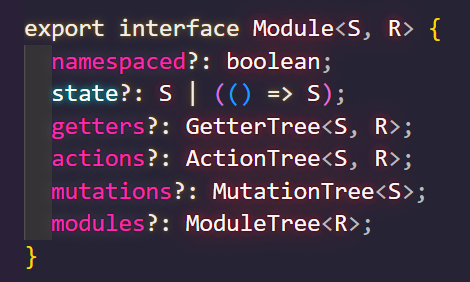 export interface Module<S, R> {
  namespaced?: boolean;
  state?: S | (() => S);
  getters?: GetterTree<S, R>;
  actions?: ActionTree<S, R>;
  mutations?: MutationTree<S>;
  modules?: ModuleTree<R>;
}